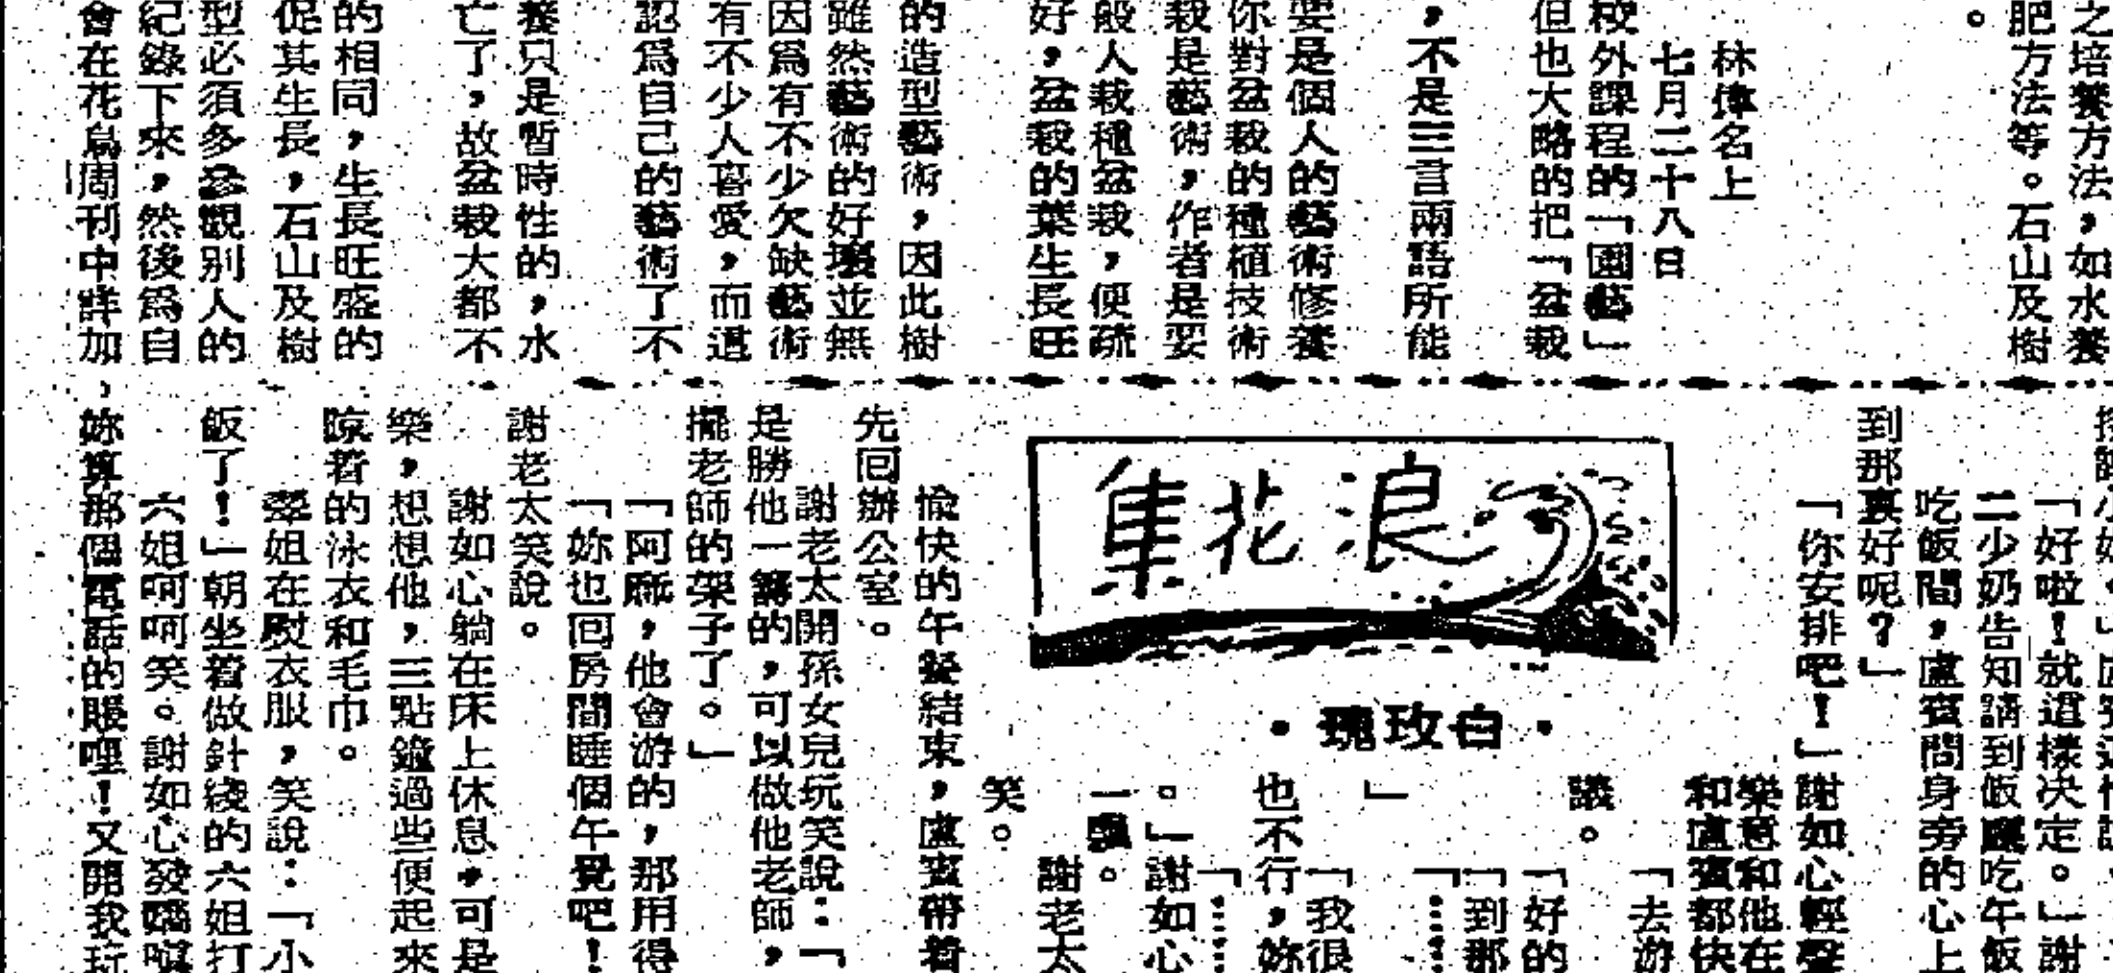 之培養方法，如水養
肥方法等。石山及樹
。
林偉名上
七月二十八日
校外課程的「園藝」
但也大略的把「盆栽
，不是三言兩語所能
要是個人的藝術修養
你對盆栽的種植技術
栽是藝術，作者是要
般人栽種盆栽，便疏
好，盆栽的葉生長旺
的造型藝術，因此樹
雖然藝術的好壞並無
因爲有不少欠缺藝術
有不少人喜愛，而這
認爲自己的藝術了不
養只是暫時性的，水
亡了，故盆栽大都不
的相同，生長旺盛的
促其生長，石山及樹
型必須多參觀別人的
紀錄下來，然後爲自
會在花鳥周刊中詳加
「好啦！就這樣决定。」謝
二少奶告知請到飯廳吃午飯
吃飯間，盧賓問身旁的心上
到那裏好呢？」
「你安排吧！」謝如心輕聲
樂意和他在
和盧賓都快
「去游
議。
「好的
「到那
「⋯⋯
」
「我很
也不行，妳
「⋯⋯
。」謝如心
一飄。
謝老太
笑。
浪花集
・白玫瑰・
愉快的午餐結束，盧賓帶着
先囘辦公室。
謝老太開孫女兒玩笑說：「
是勝他一籌的，可以做他老師，
擺老師的架子了。」
「阿嫲，他會游的，那用得
「妳也囘房間睡個午覺吧！
謝老太笑說。
謝如心躺在床上休息，可是
樂，想想他，三點鐘過些便起來
晾着的泳衣和毛巾。
羣姐在熨衣服，笑說：「小
飯了！」朝坐着做針綫的六姐打
六姐呵呵笑。謝如心發嬌嗔
妳算那個電話的賬哩！又開我玩